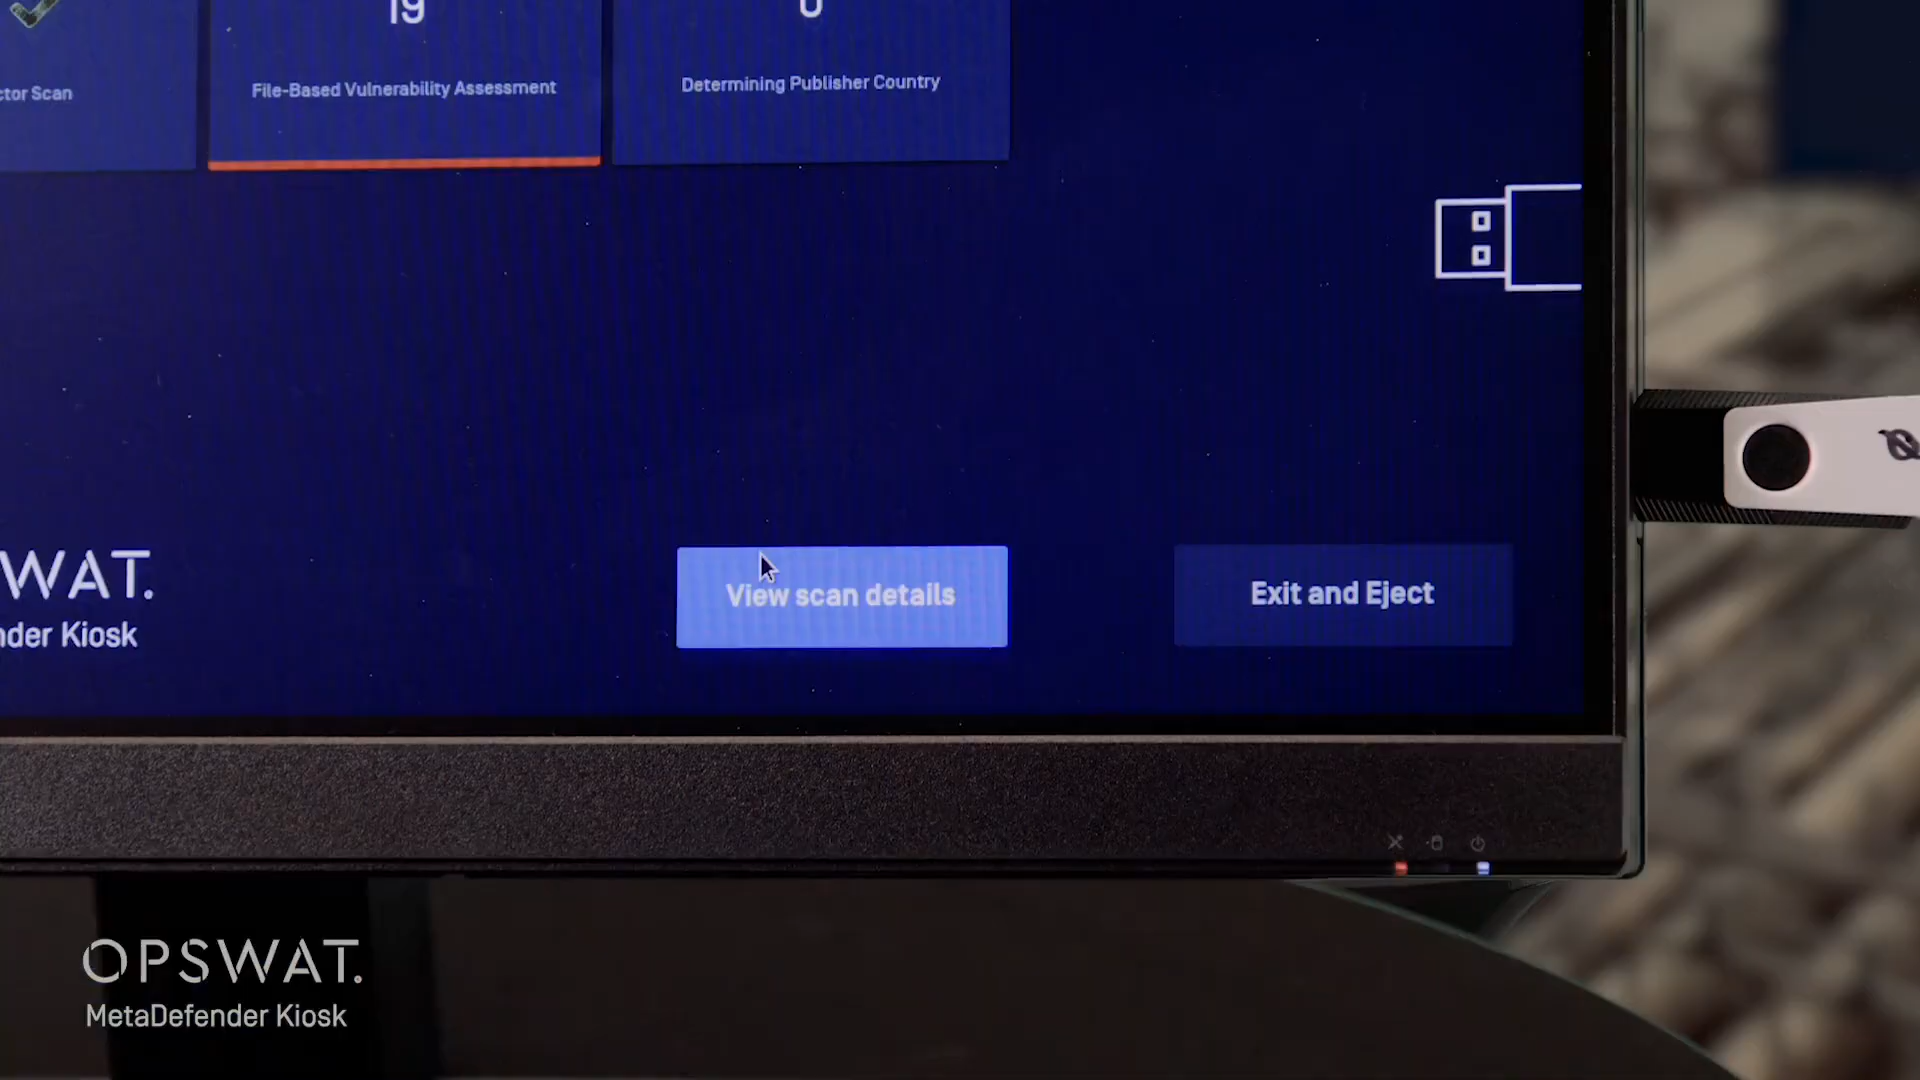 19
0
ctor Scan
File-Based Vulnerability Assessment
Determining Publisher Country
WAT.
nder Kiosk
View scan details
Exit and Eject
OPSWAT.
MetaDefender Kiosk